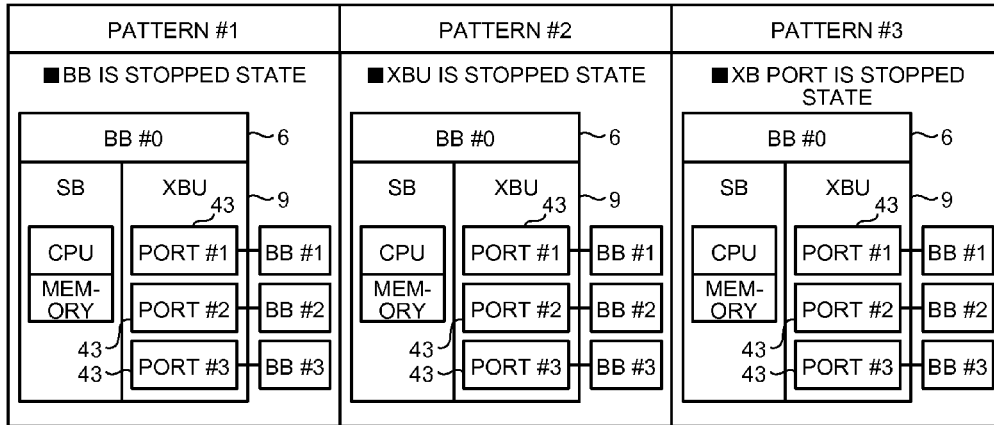 PATTERN #1
PATTERN #2
PATTERN #3
■BB IS STOPPED STATE
■XBU IS STOPPED STATE
■XB PORT IS STOPPED
STATE
BB #0
6
SB
XBU
9
43
CPU
PORT #1
BB #1
MEM-
ORY
PORT #2
BB #2
43
43
PORT #3
BB #3
BB #0
6
SB
XBU
9
43
CPU
PORT #1
BB #1
MEM-
ORY
PORT #2
BB #2
43
43
PORT #3
BB #3
BB #0
6
SB
XBU
9
43
CPU
PORT #1
BB #1
MEM-
ORY
PORT #2
BB #2
43
43
PORT #3
BB #3